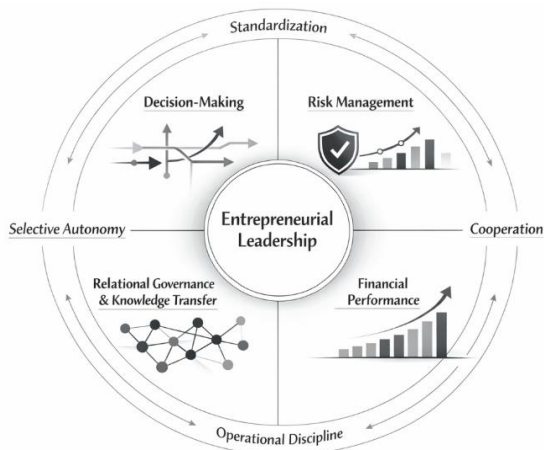 Standardization
Decision-Making
Risk Management
Selective Autonomy
Entrepreneurial
Leadership
Cooperation
Relational Governance
& Knowledge Transfer
Financial
Performance
Operational Discipline